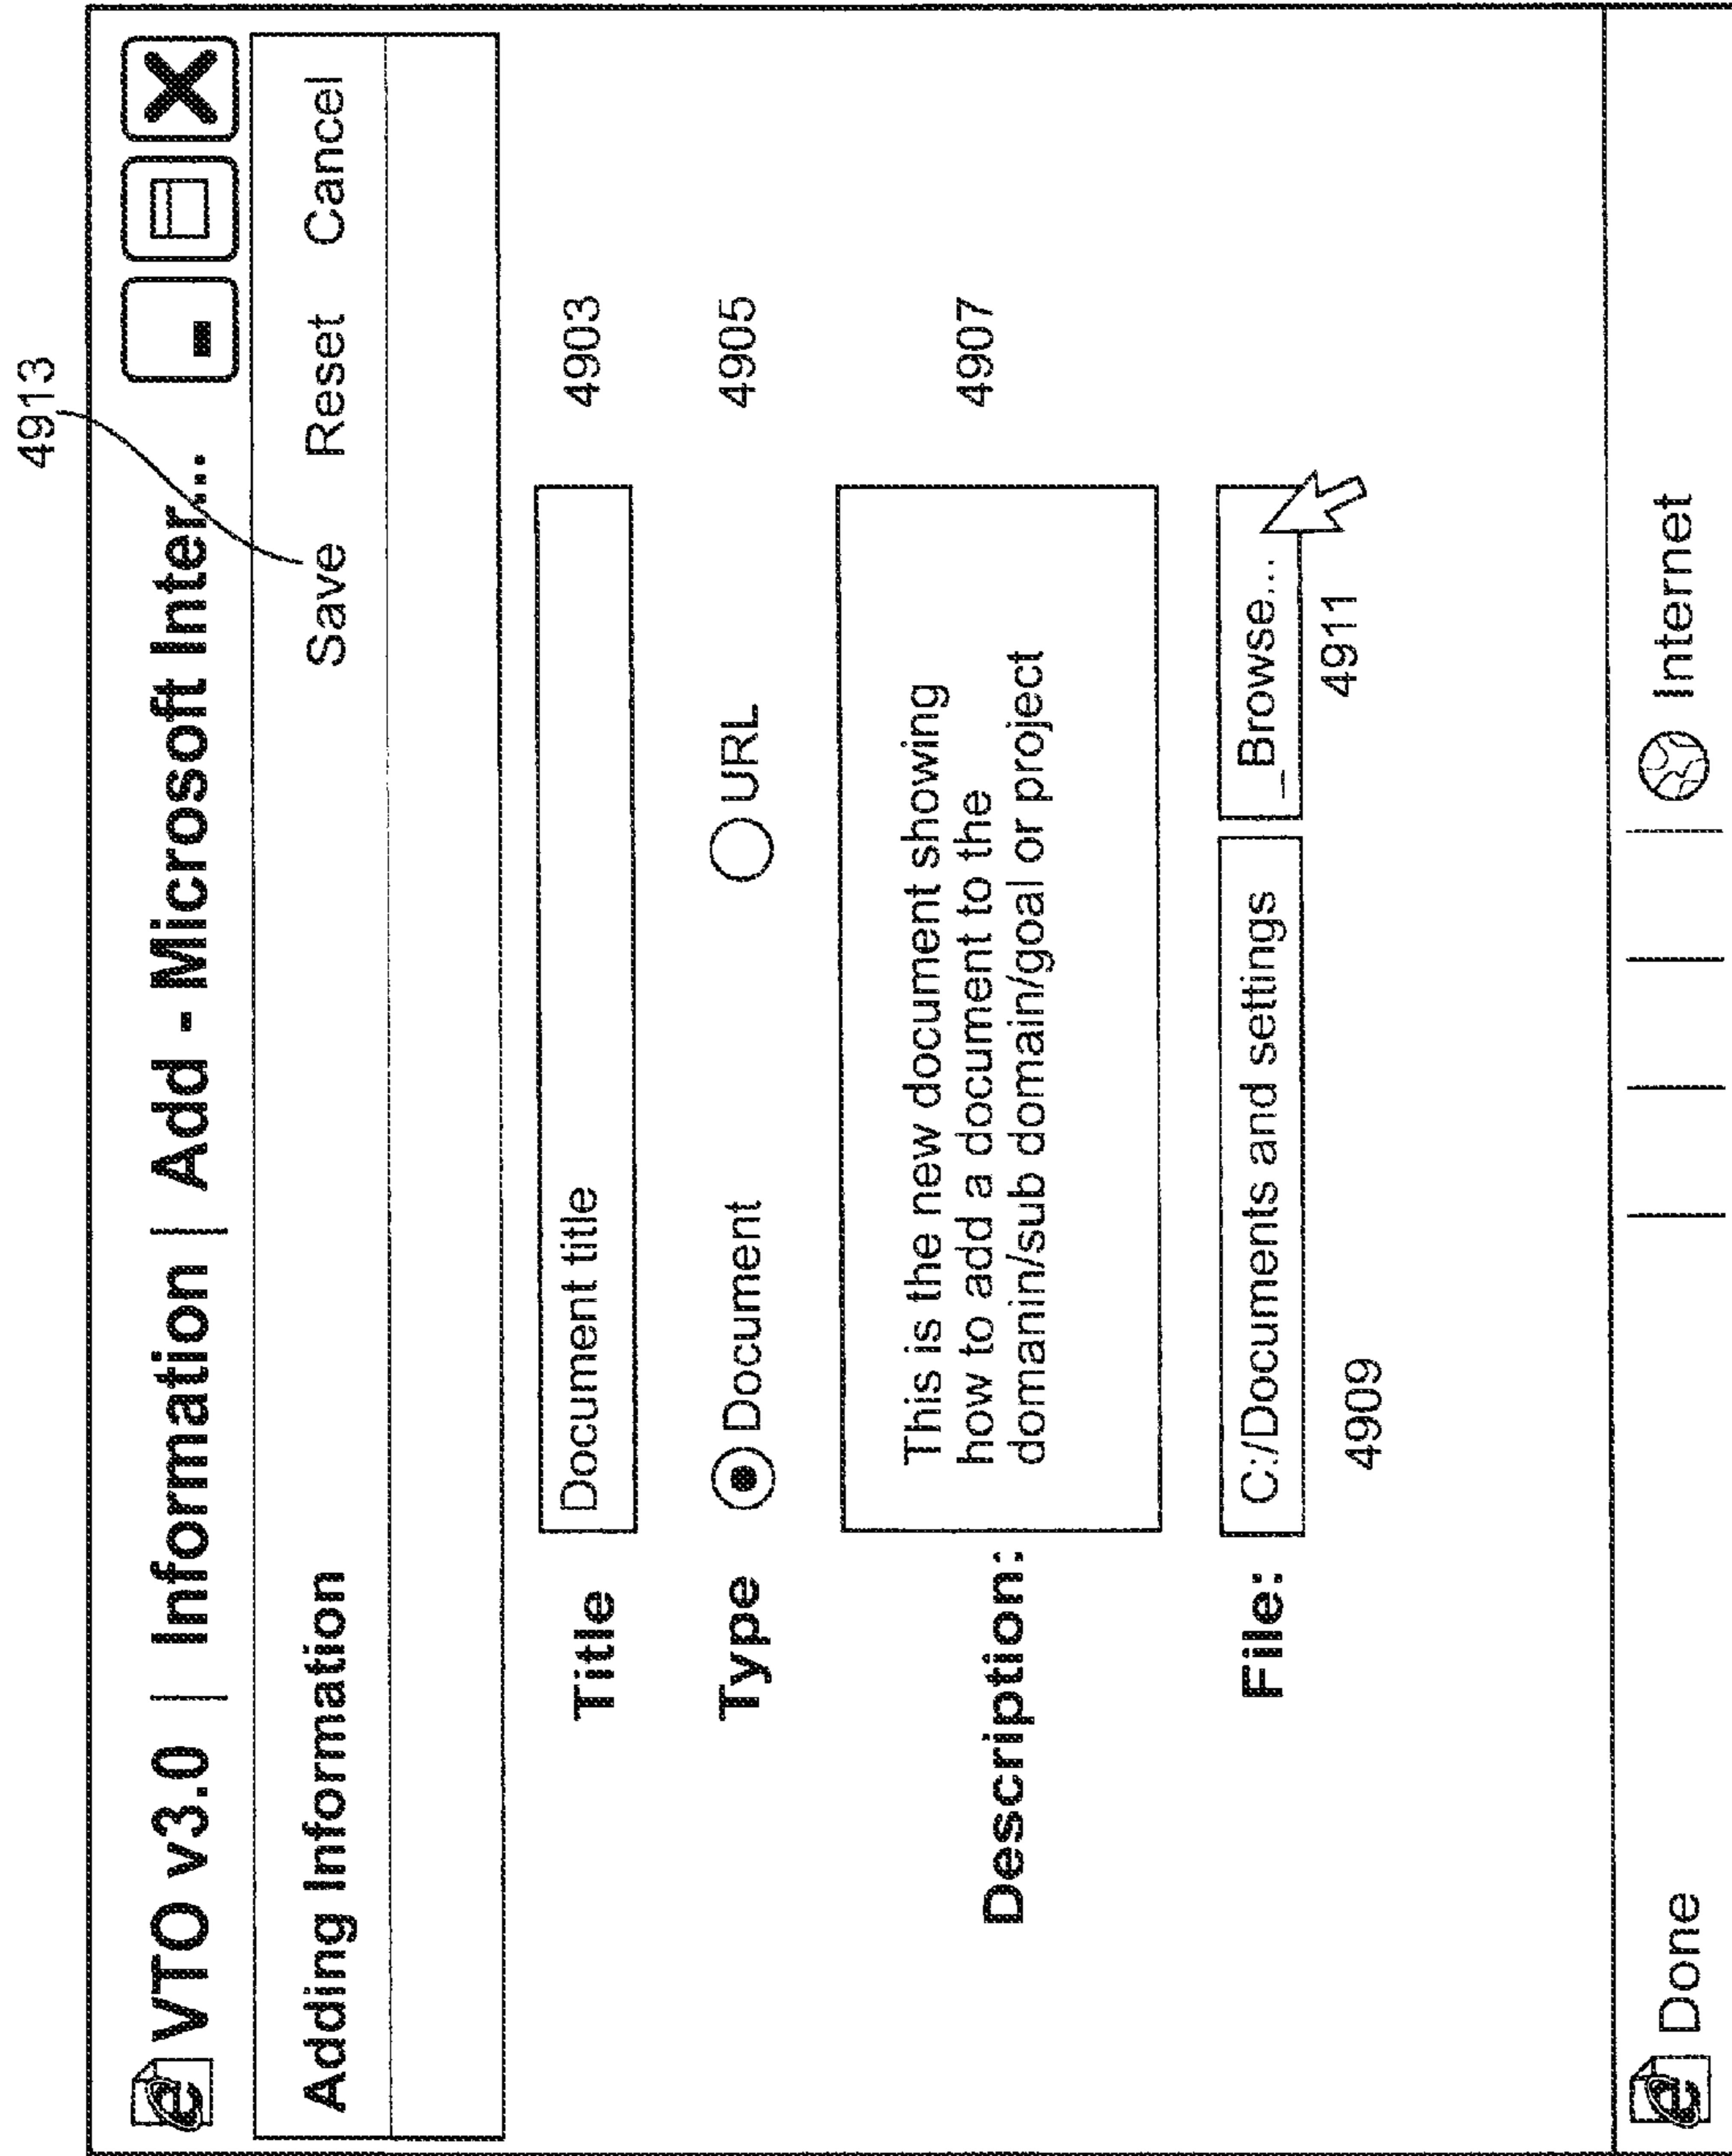 4913
VTO v3.0 | Information | Add - Microsoft Inter...
Adding Information Save Reset Cancel
Title Document title 4903
Type Document URL 4905
Description: 4907
This is the new document showing
how to add a document to the
domanin/sub domain/goal or project
File: C:/Documents and settings _Browse...
4909 4911
Done Internet